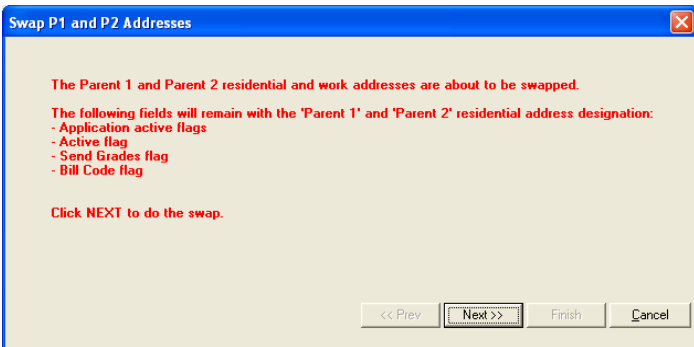 Swap P1 and P2 Addresses
The Parent 1 and Parent 2 residential and work addresses are about to be swapped.
The following fields will remain with the 'Parent 1' and 'Parent 2' residential address designation:
- Application active flags
- Active flag
- Send Grades flag
- Bill Code flag
Click NEXT to do the swap.
<< Prev Next >> Finish Cancel